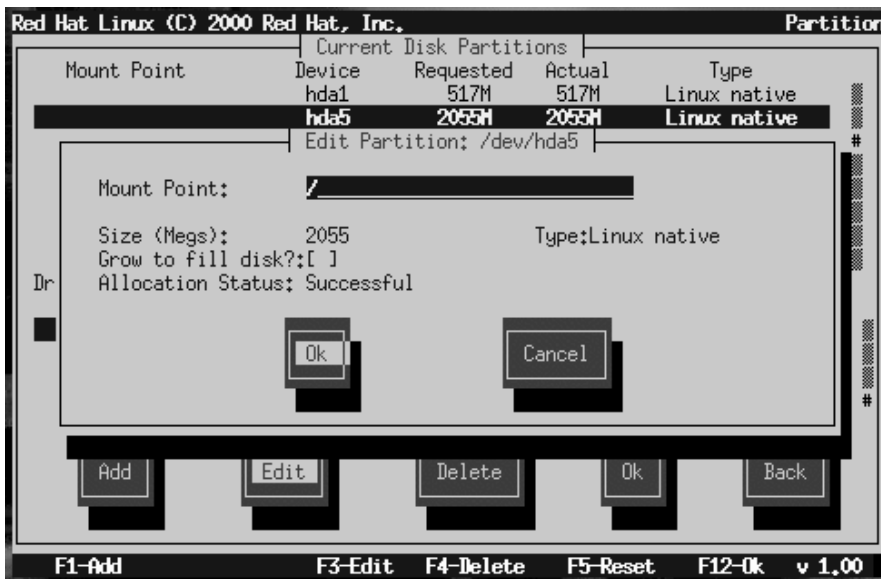 Red Hat Linux (C) 2000 Red Hat, Inc. Partition
Current Disk Partitions
Mount Point Device Requested Actual Type
hda1 517M 517M Linux native
hda5 2055M 2055M Linux native
#
Edit Partition: /dev/hda5
Mount Point: /
Size (Megs): 2055 Type:Linux native
Grow to fill disk?:[ ]
Dr Allocation Status: Successful
Ok Cancel
#
Add Edit Delete Ok Back
F1-Add F3-Edit F4-Delete F5-Reset F12-Ok v 1.00